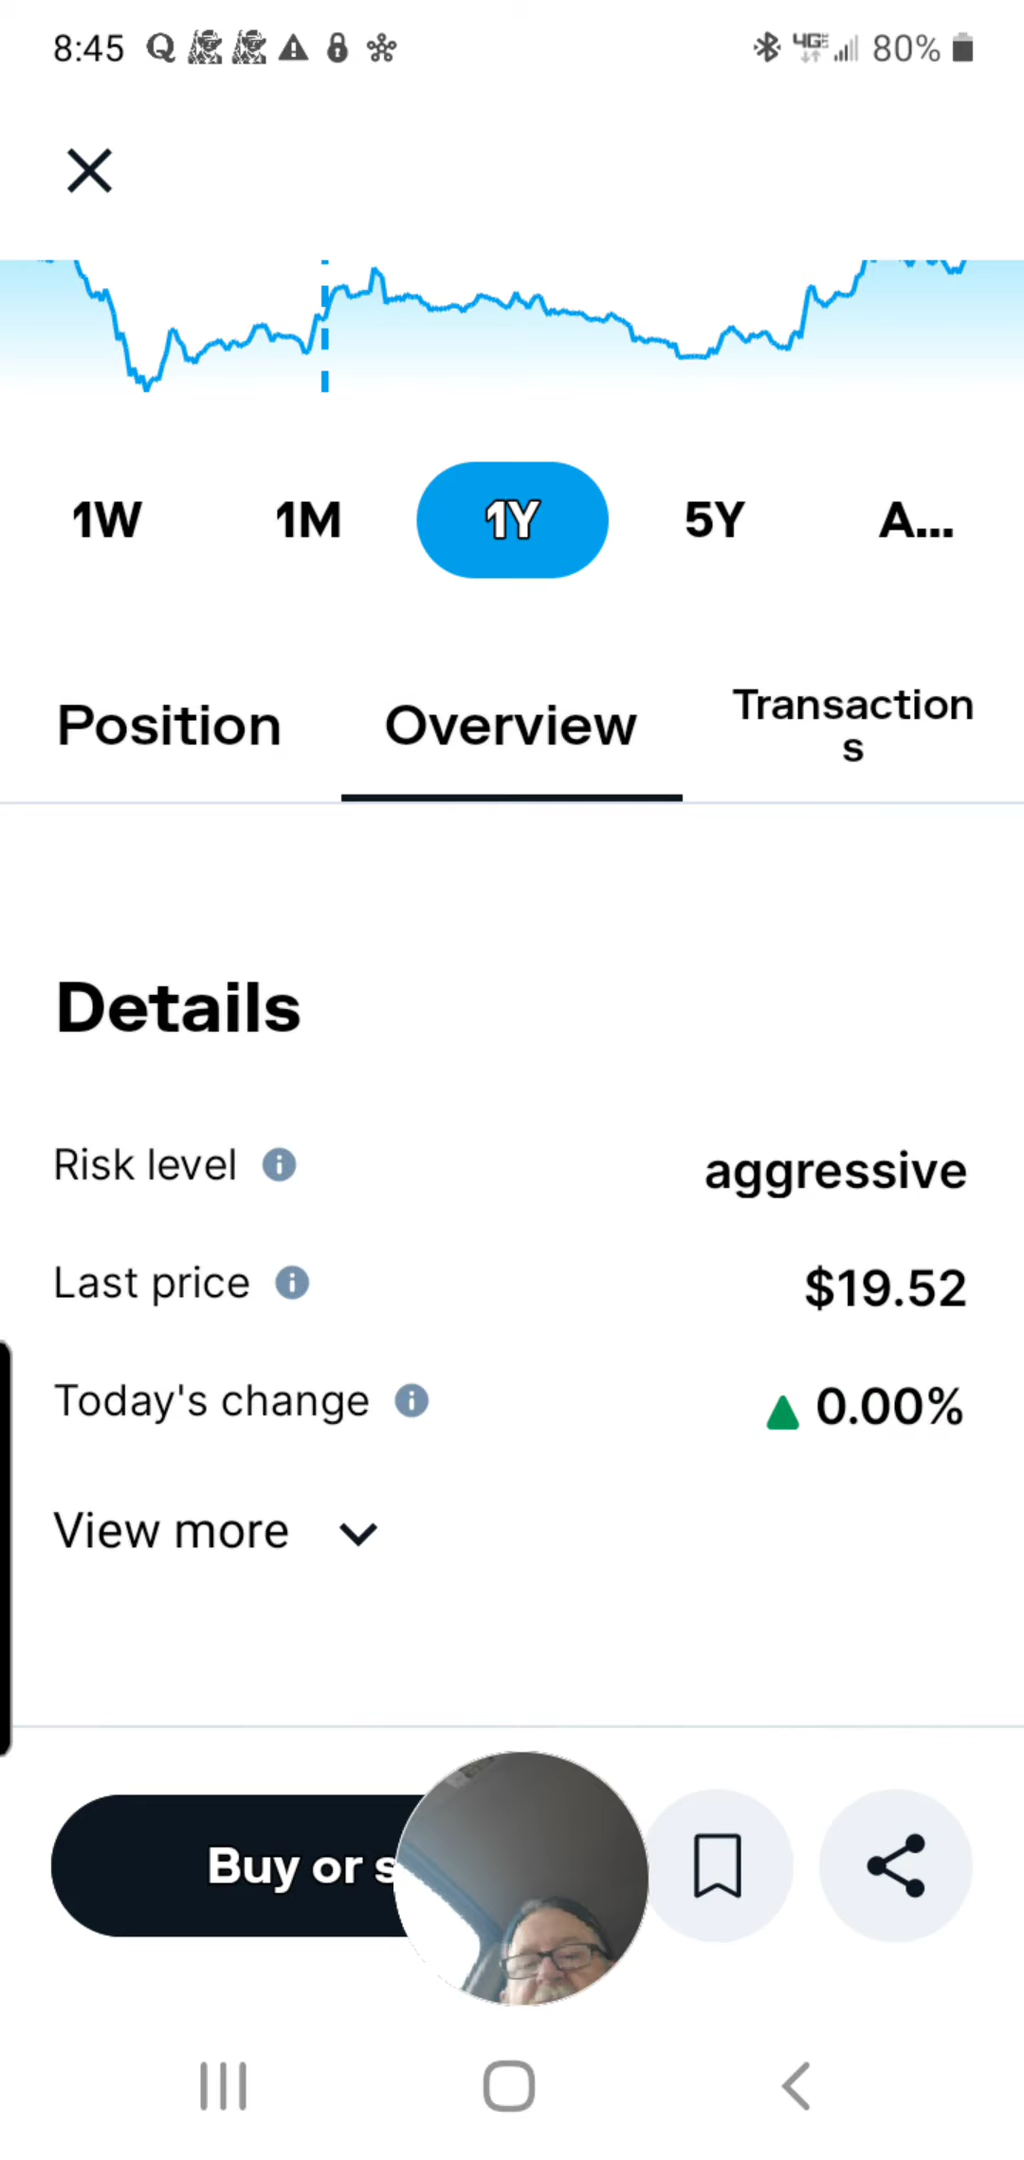 8:45 80%
1W 1M 1Y 5Y A...
Position Overview Transaction
s
Details
Risk level aggressive
Last price $19.52
Today's change 0.00%
View more
Buy or s